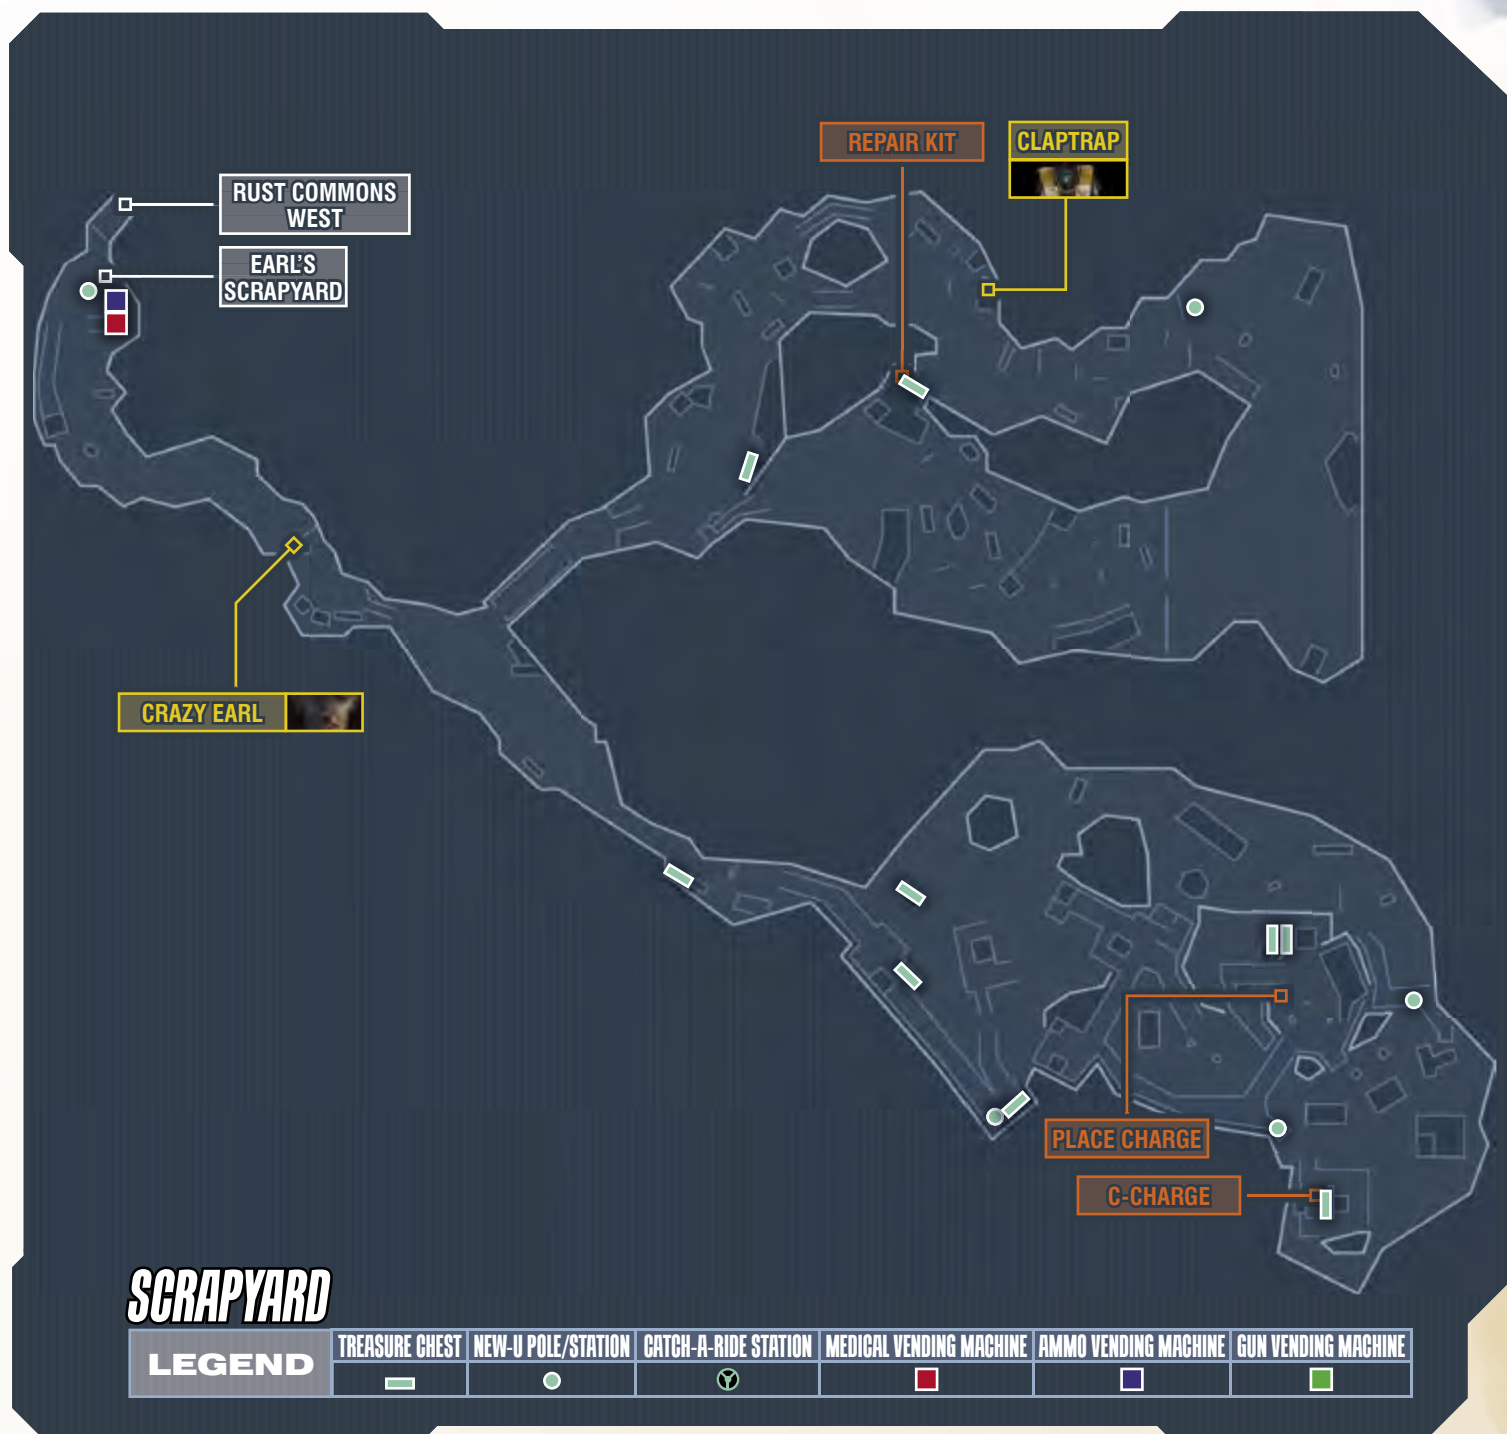 REPAIR KIT
CLAPTRAP
RUST COMMONS
WEST
EARL'S
SCRAPYARD
CRAZY EARL
PLACE CHARGE
C-CHARGE
SCRAPYARD
LEGEND
TREASURE CHEST
NEW-U POLE/STATION
CATCH-A-RIDE STATION
MEDICAL VENDING MACHINE
AMMO VENDING MACHINE
GUN VENDING MACHINE